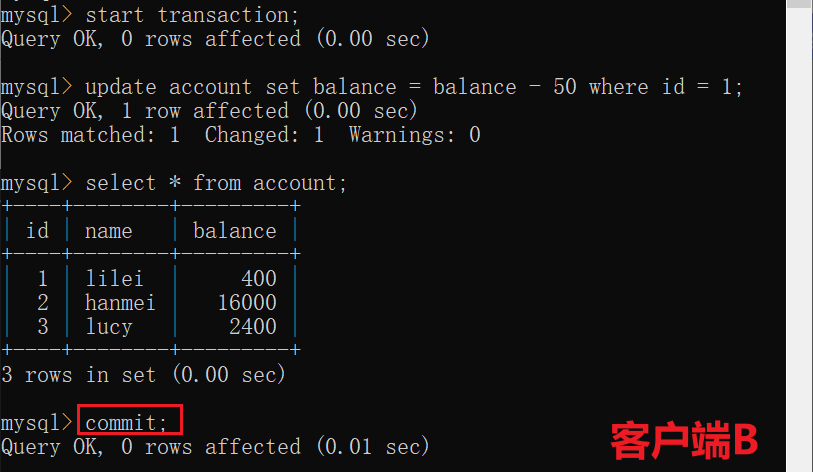 mysql> start transaction;
Query OK, 0 rows affected (0.00 sec)
mysql> update account set balance = balance - 50 where id = 1;
Query OK, 1 row affected (0.00 sec)
Rows matched: 1  Changed: 1  Warnings: 0
mysql> select * from account;
+----+--------+---------+
| id | name   | balance |
+----+--------+---------+
|  1 | lilei  |     400 |
|  2 | hanmei |   16000 |
|  3 | lucy   |    2400 |
+----+--------+---------+
3 rows in set (0.00 sec)
mysql> commit;
Query OK, 0 rows affected (0.01 sec)
客户端B